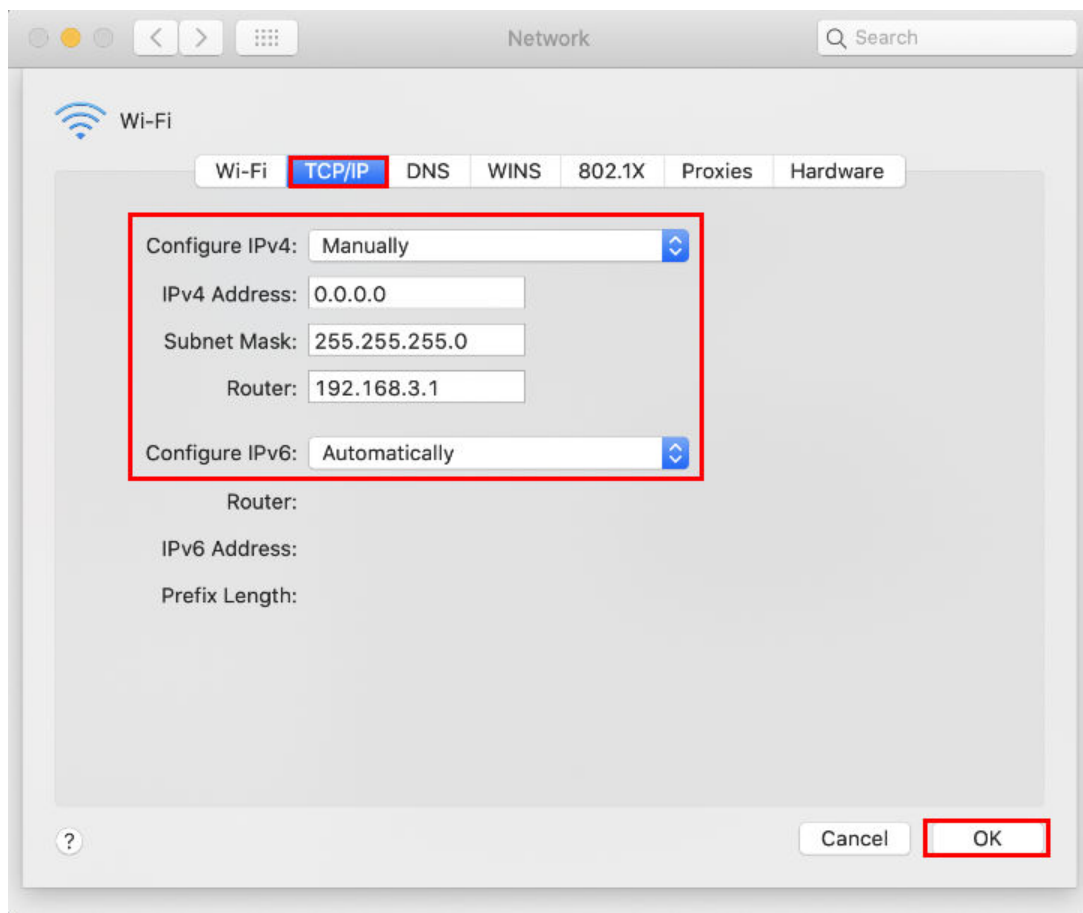 Network
Search
Wi-Fi
Wi-Fi TCP/IP DNS WINS 802.1X Proxies Hardware
Configure IPv4: Manually
IPv4 Address: 0.0.0.0
Subnet Mask: 255.255.255.0
Router: 192.168.3.1
Configure IPv6: Automatically
Router:
IPv6 Address:
Prefix Length:
? Cancel OK